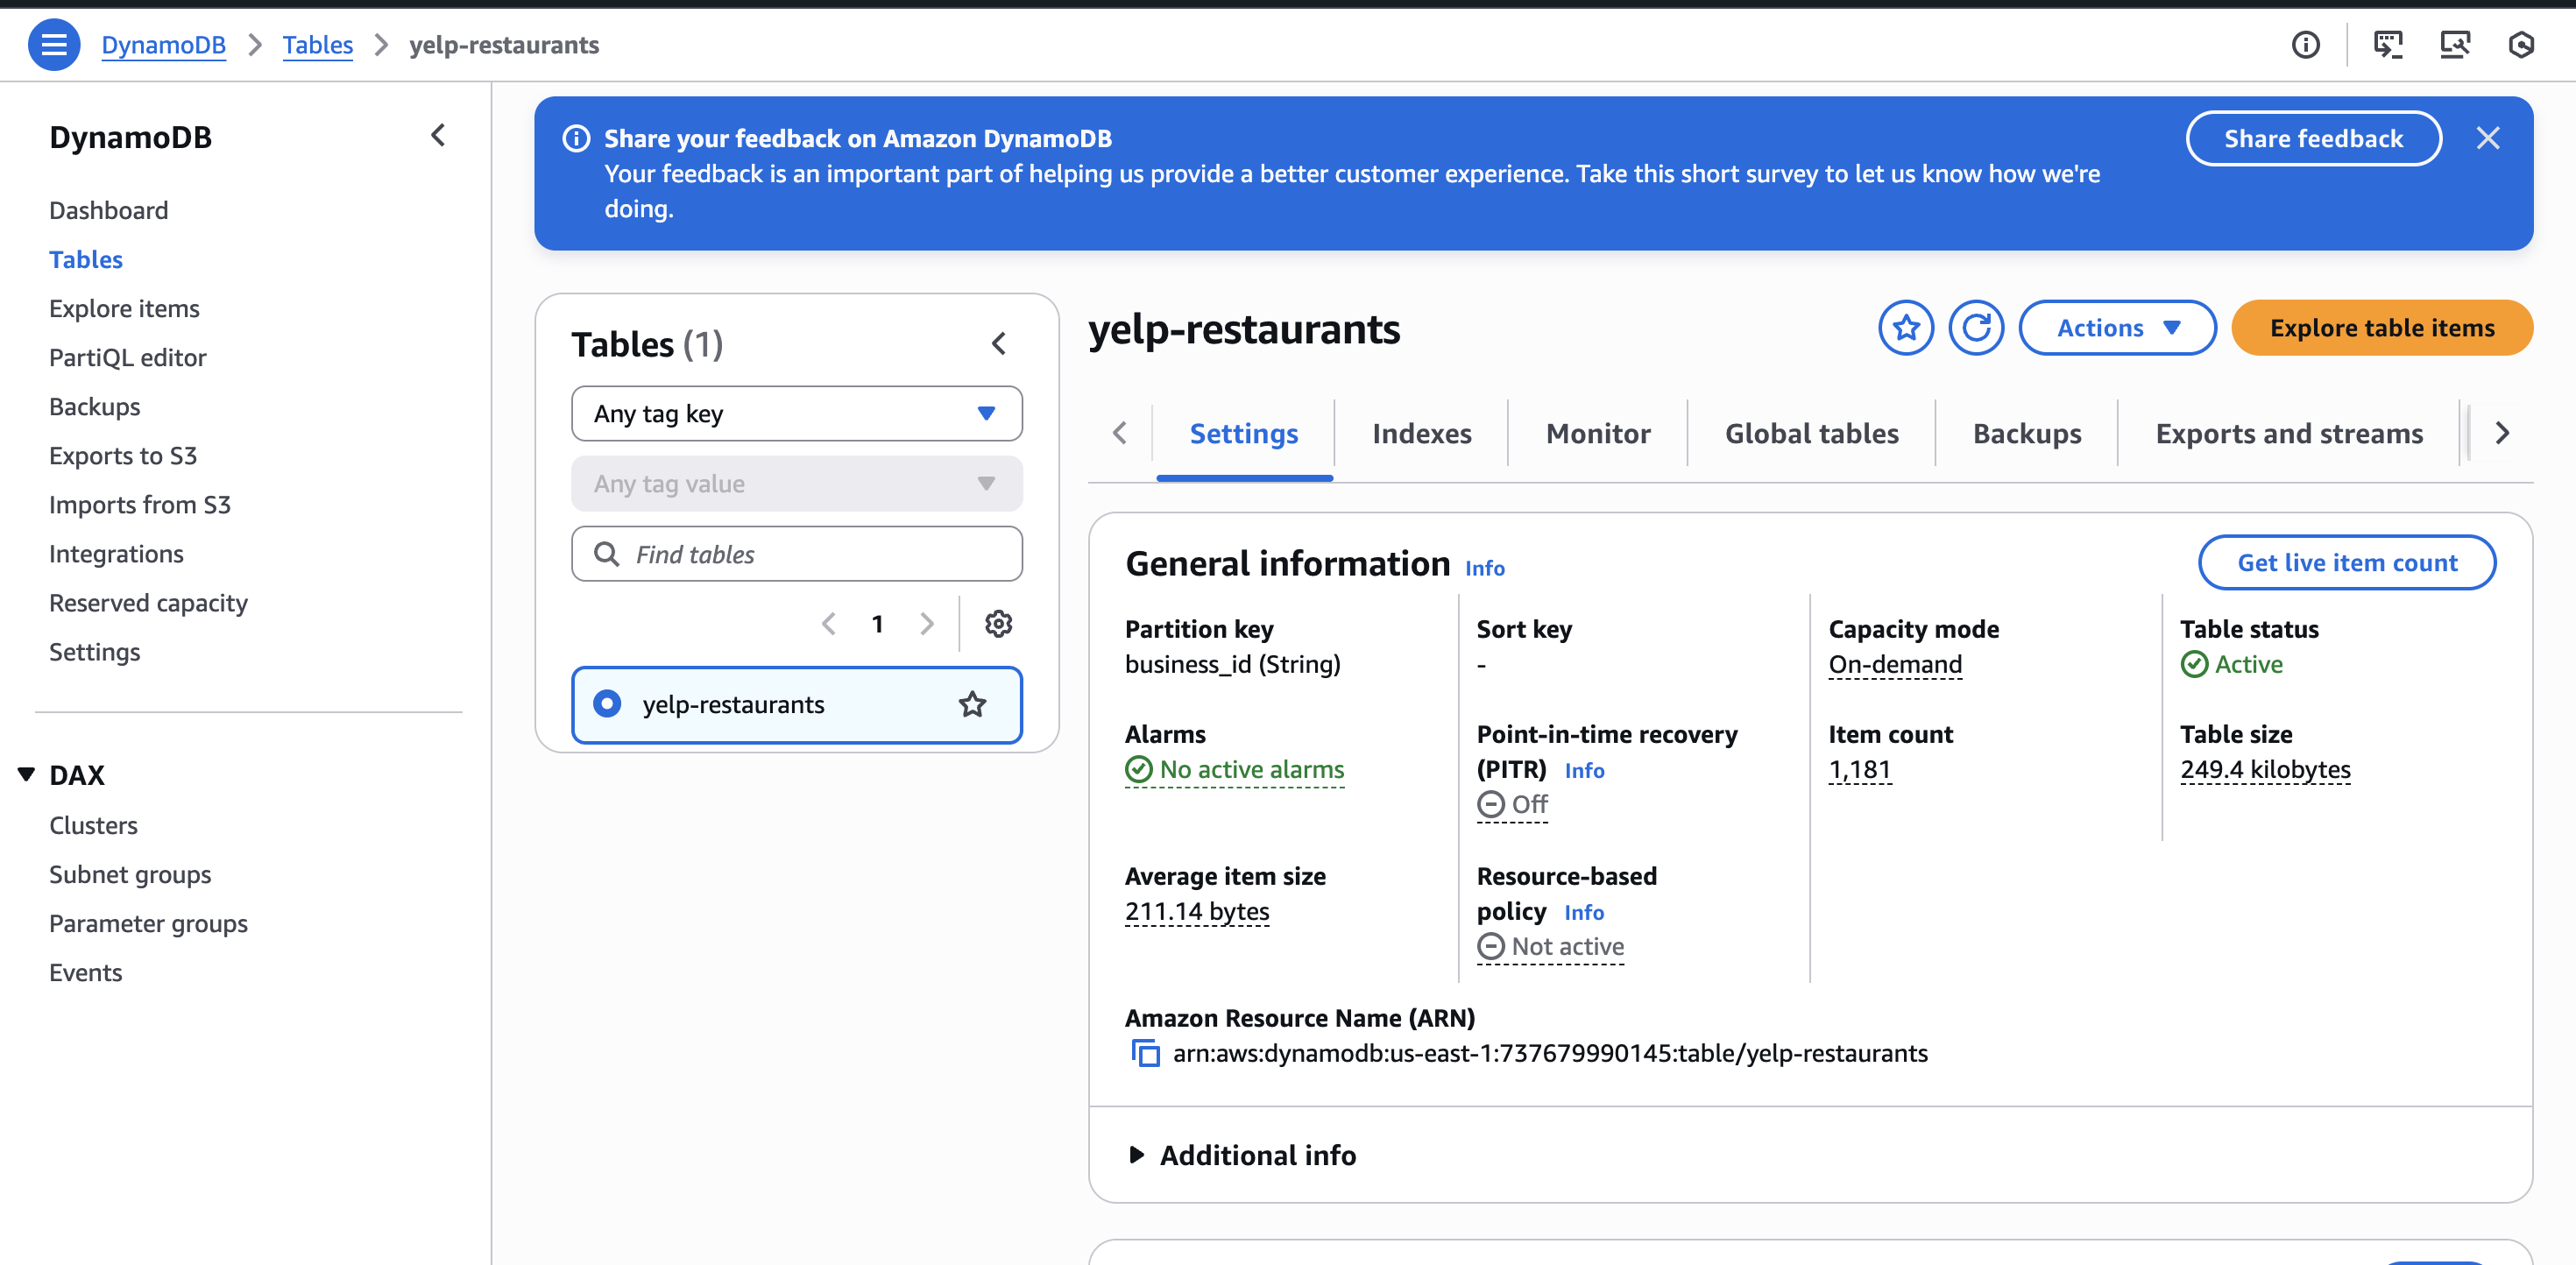 DynamoDB
Tables
yelp-restaurants
DynamoDB
Dashboard
Tables
Explore items
PartiQL editor
Backups
Exports to S3
Imports from S3
Integrations
Reserved capacity
Settings
DAX
Clusters
Subnet groups
Parameter groups
Events
Share your feedback on Amazon DynamoDB
Your feedback is an important part of helping us provide a better customer experience. Take this short survey to let us know how we're
doing.
Share feedback
Tables (1)
Any tag key
Any tag value
Find tables
1
yelp-restaurants
yelp-restaurants
Actions
Explore table items
Settings
Indexes
Monitor
Global tables
Backups
Exports and streams
General information Info
Get live item count
Partition key
business_id (String)
Sort key
-
Capacity mode
On-demand
Table status
Active
Alarms
No active alarms
Point-in-time recovery
(PITR) Info
Off
Item count
1,181
Table size
249.4 kilobytes
Average item size
211.14 bytes
Resource-based
policy Info
Not active
Amazon Resource Name (ARN)
arn:aws:dynamodb:us-east-1:737679990145:table/yelp-restaurants
Additional info